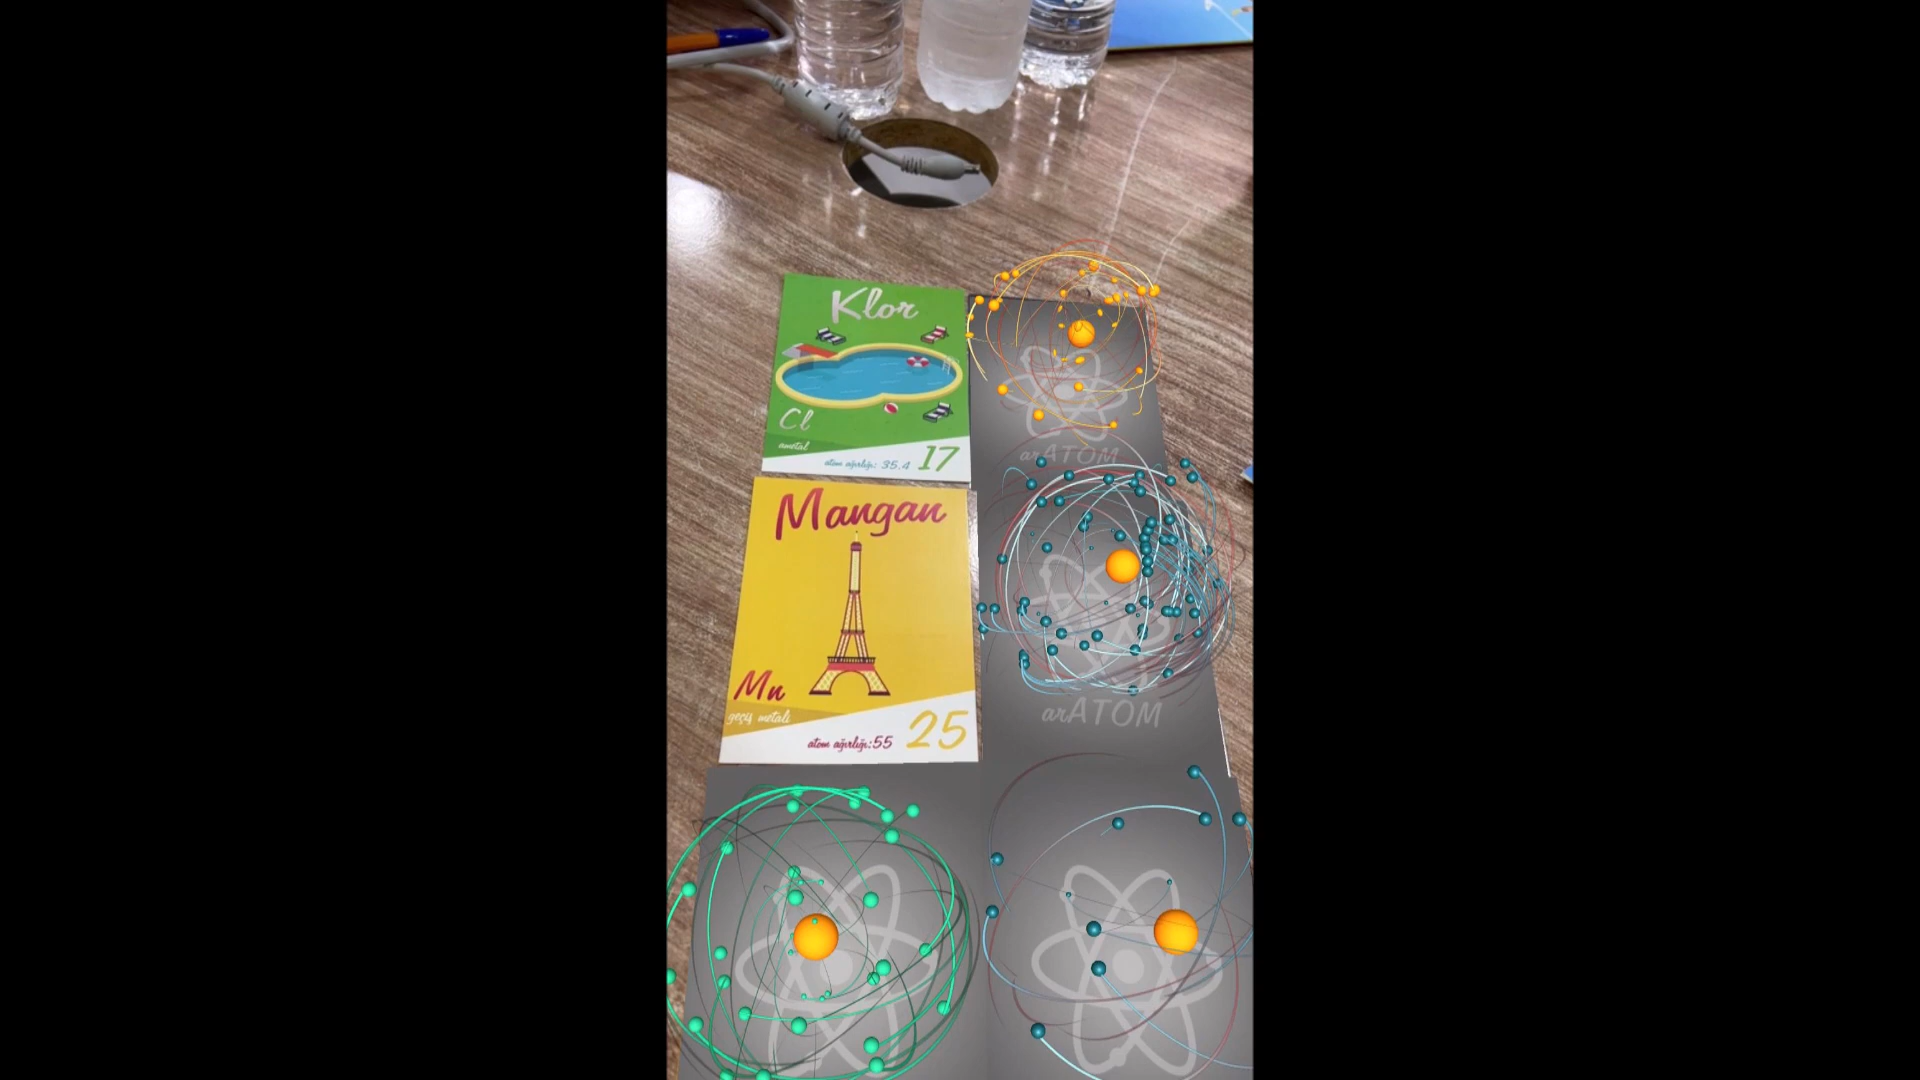 Klor
Cl
ametal
atom ağırlığı: 35.4
17
arATOM
Mangan
Mn
geçiş metali
atom ağırlığı:55
25
arATOM